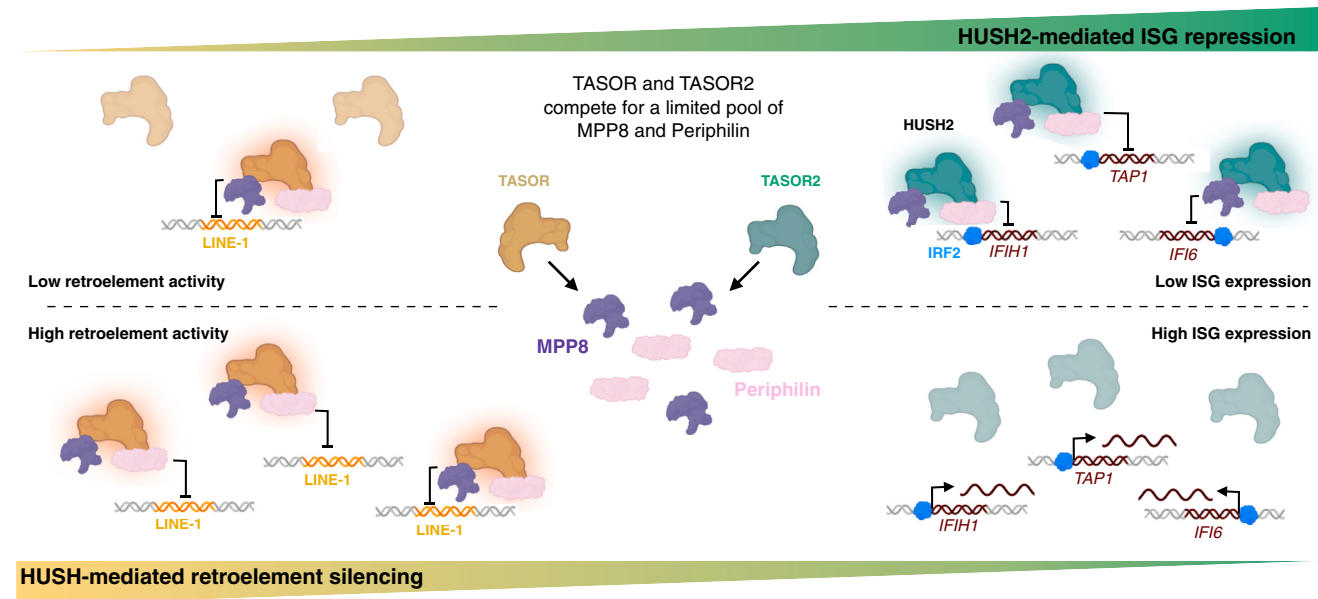 HUSH2-mediated ISG repression
TASOR and TASOR2
compete for a limited pool of
MPP8 and Periphilin
TASOR
TASOR2
MPP8
Periphilin
LINE-1
Low retroelement activity
High retroelement activity
LINE-1
LINE-1
LINE-1
HUSH2
TAP1
IRF2
IFIH1
IFI6
Low ISG expression
High ISG expression
TAP1
IFIH1
IFI6
HUSH-mediated retroelement silencing